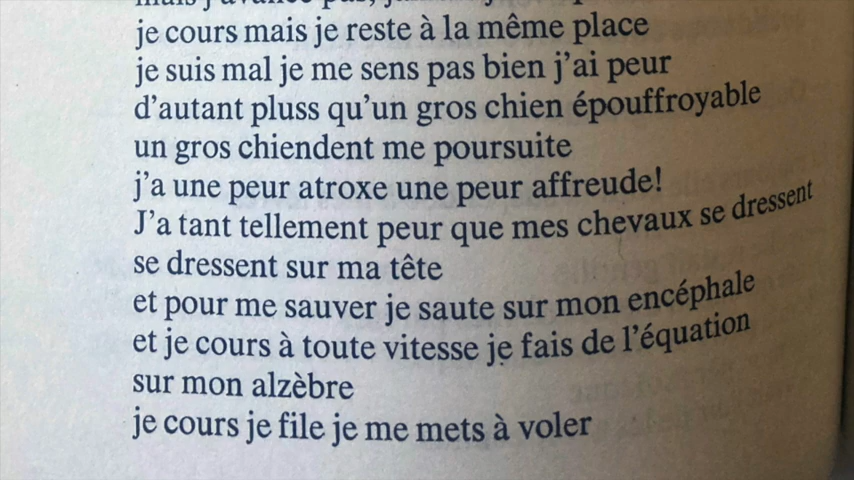 je cours mais je reste à la même place
je suis mal je me sens pas bien j'ai peur
d'autant pluss qu'un gros chien épouffroyable
un gros chiendent me poursuite
j'a une peur atroxe une peur affreude!
J'a tant tellement peur que mes chevaux se dressent
se dressent sur ma tête
et pour me sauver je saute sur mon encéphale
et je cours à toute vitesse je fais de l'équation
sur mon alzèbre
je cours je file je me mets à voler